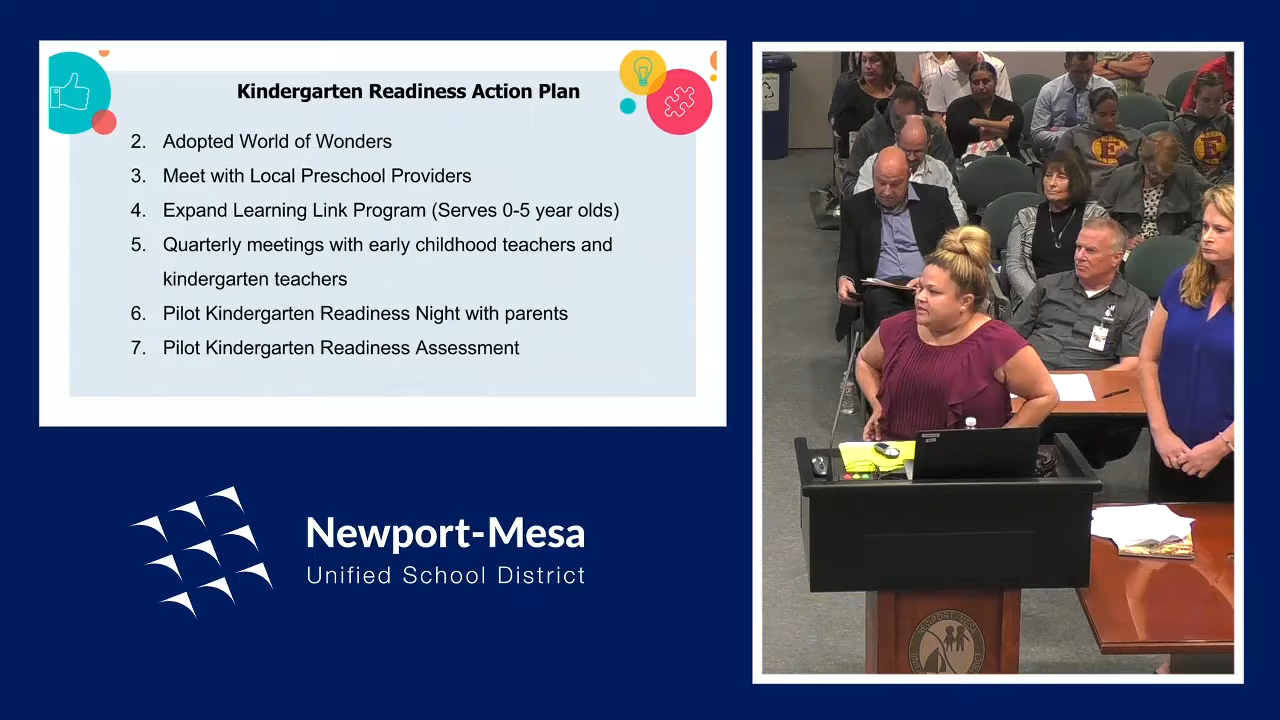 Kindergarten Readiness Action Plan
2. Adopted World of Wonders
3. Meet with Local Preschool Providers
4. Expand Learning Link Program (Serves 0-5 year olds)
5. Quarterly meetings with early childhood teachers and
kindergarten teachers
6. Pilot Kindergarten Readiness Night with parents
7. Pilot Kindergarten Readiness Assessment
Newport-Mesa
Unified School District
E
E
NEWPORT-MESA